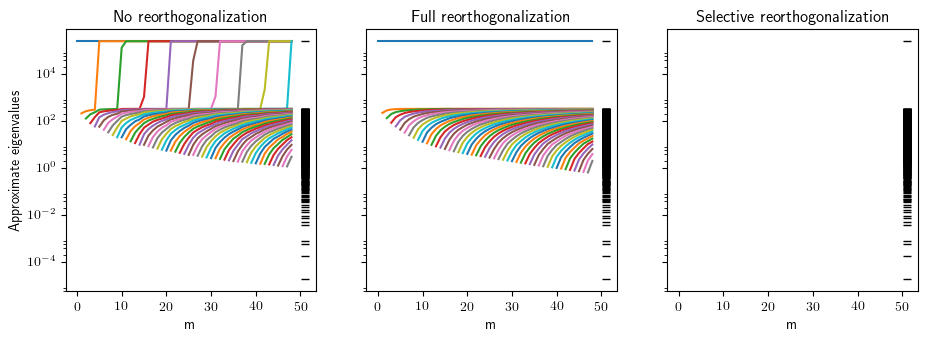 No reorthogonalization Full reorthogonalization Selective reorthogonalization
Approximate eigenvalues
10^4
10^2
10^0
10^−2
10^−4
0 10 20 30 40 50 0 10 20 30 40 50 0 10 20 30 40 50
m m m